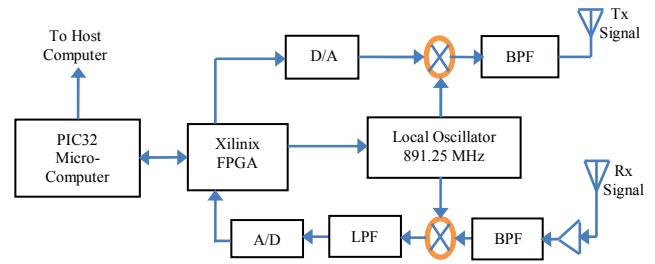 To Host
Computer
D/A
BPF
Tx
Signal
PIC32
Micro-
Computer
Xilinix
FPGA
Local Oscillator
891.25 MHz
A/D
LPF
BPF
Rx
Signal